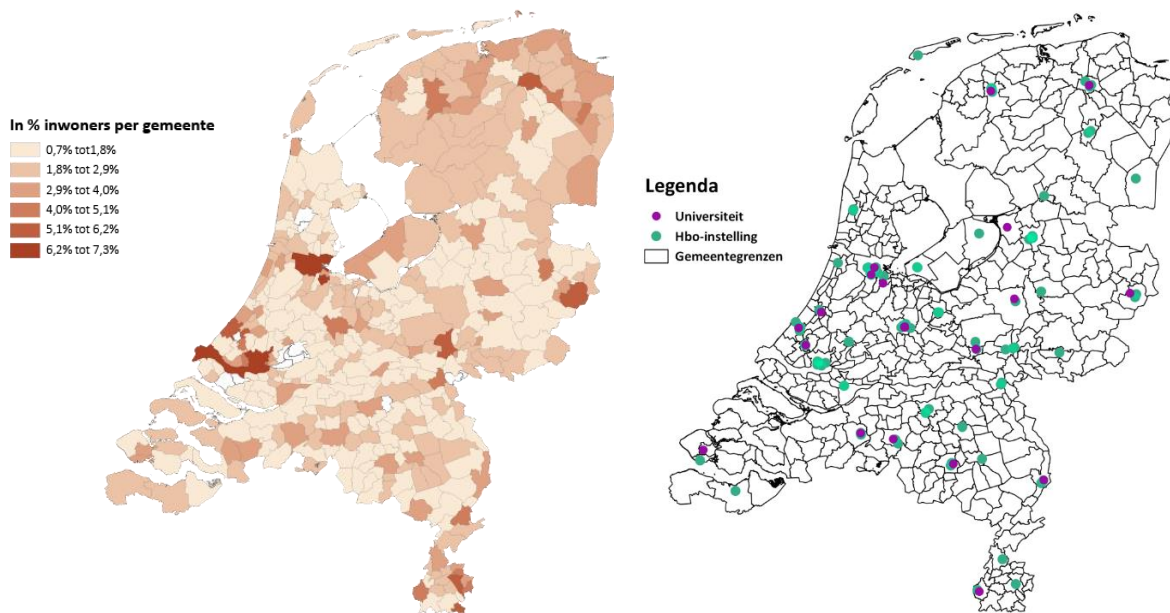 In % inwoners per gemeente
0,7% tot1,8%
1,8% tot 2,9%
2,9% tot 4,0%
4,0% tot 5,1%
5,1% tot 6,2%
6,2% tot 7,3%
Legenda
Universiteit
Hbo-instelling
Gemeentegrenzen